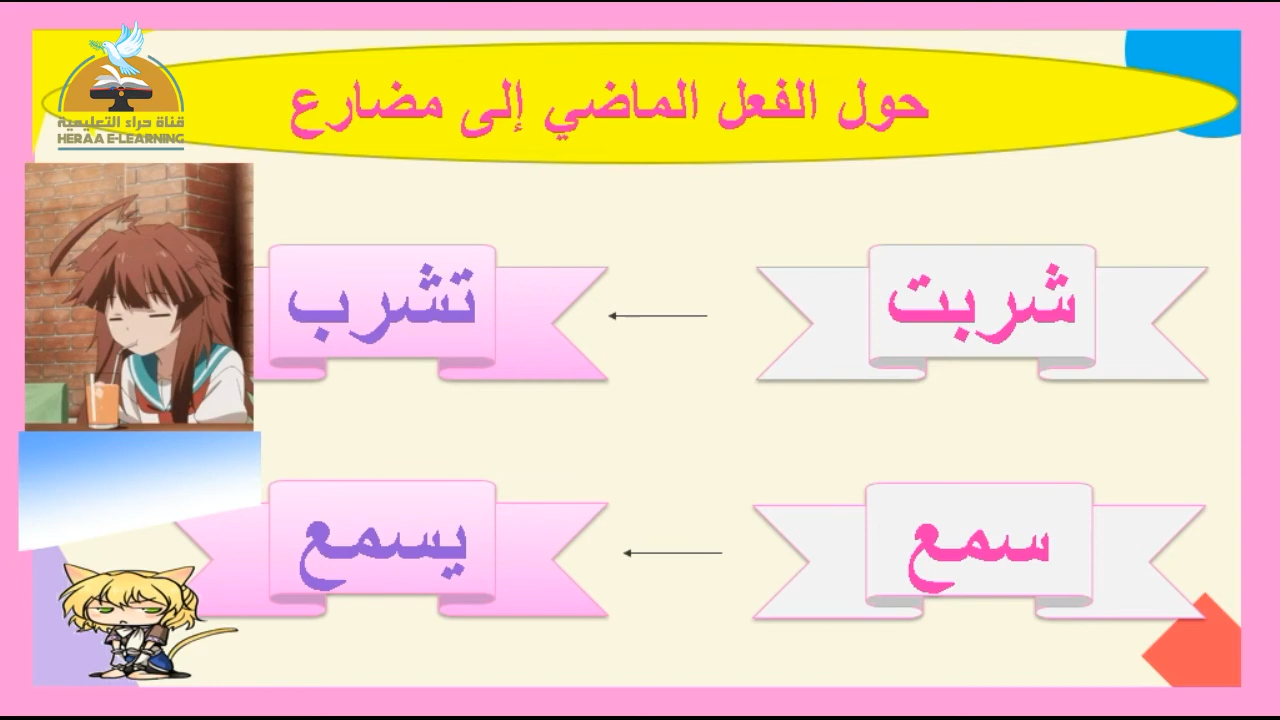 حول الفعل الماضي إلى مضارع
قناة حراء التعليمية
HERAA E-LEARNING
شربت
تشرب
سمع
يسمع